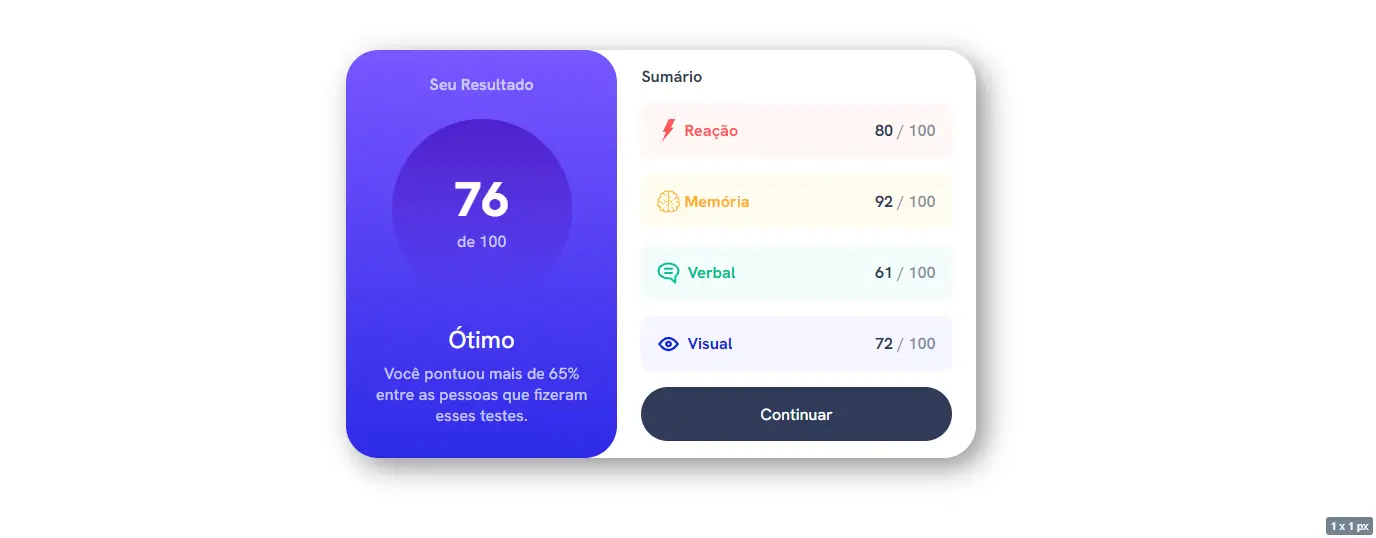 Seu Resultado
76
de 100
Ótimo
Você pontuou mais de 65%
entre as pessoas que fizeram
esses testes.
Sumário
Reação 80 / 100
Memória 92 / 100
Verbal 61 / 100
Visual 72 / 100
Continuar
1 x 1 px